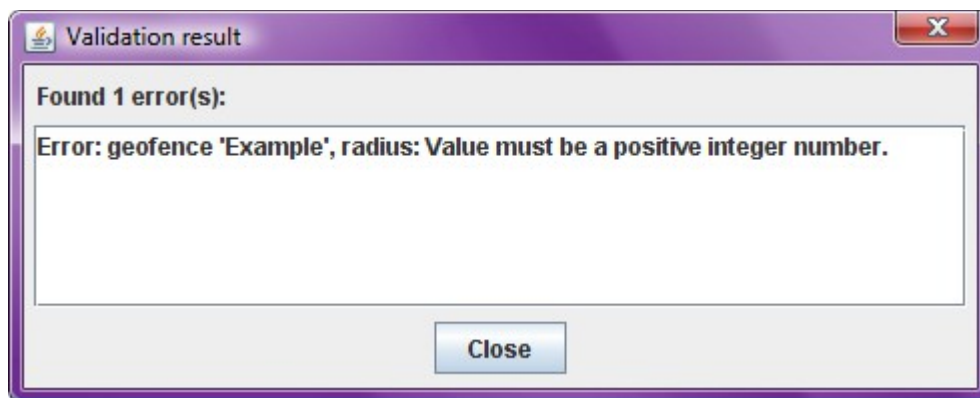 Validation result
Found 1 error(s):
Error: geofence 'Example', radius: Value must be a positive integer number.
Close